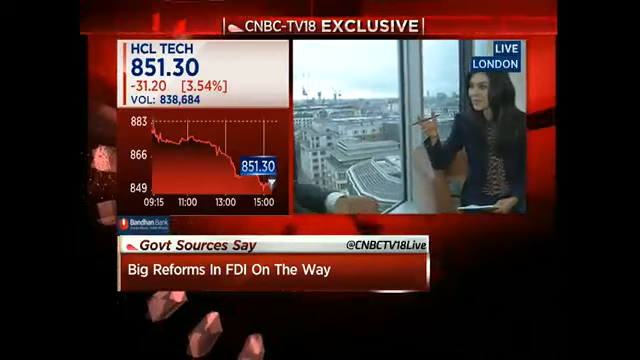 CNBC-TV18 EXCLUSIVE
HCL TECH
851.30
-31.20 [3.54%]
VOL: 838,684
883
866
849
851.30
09:15 11:00 13:00 15:00
LIVE
LONDON
Bandhan Bank
Govt Sources Say
@CNBCTV18Live
Big Reforms In FDI On The Way